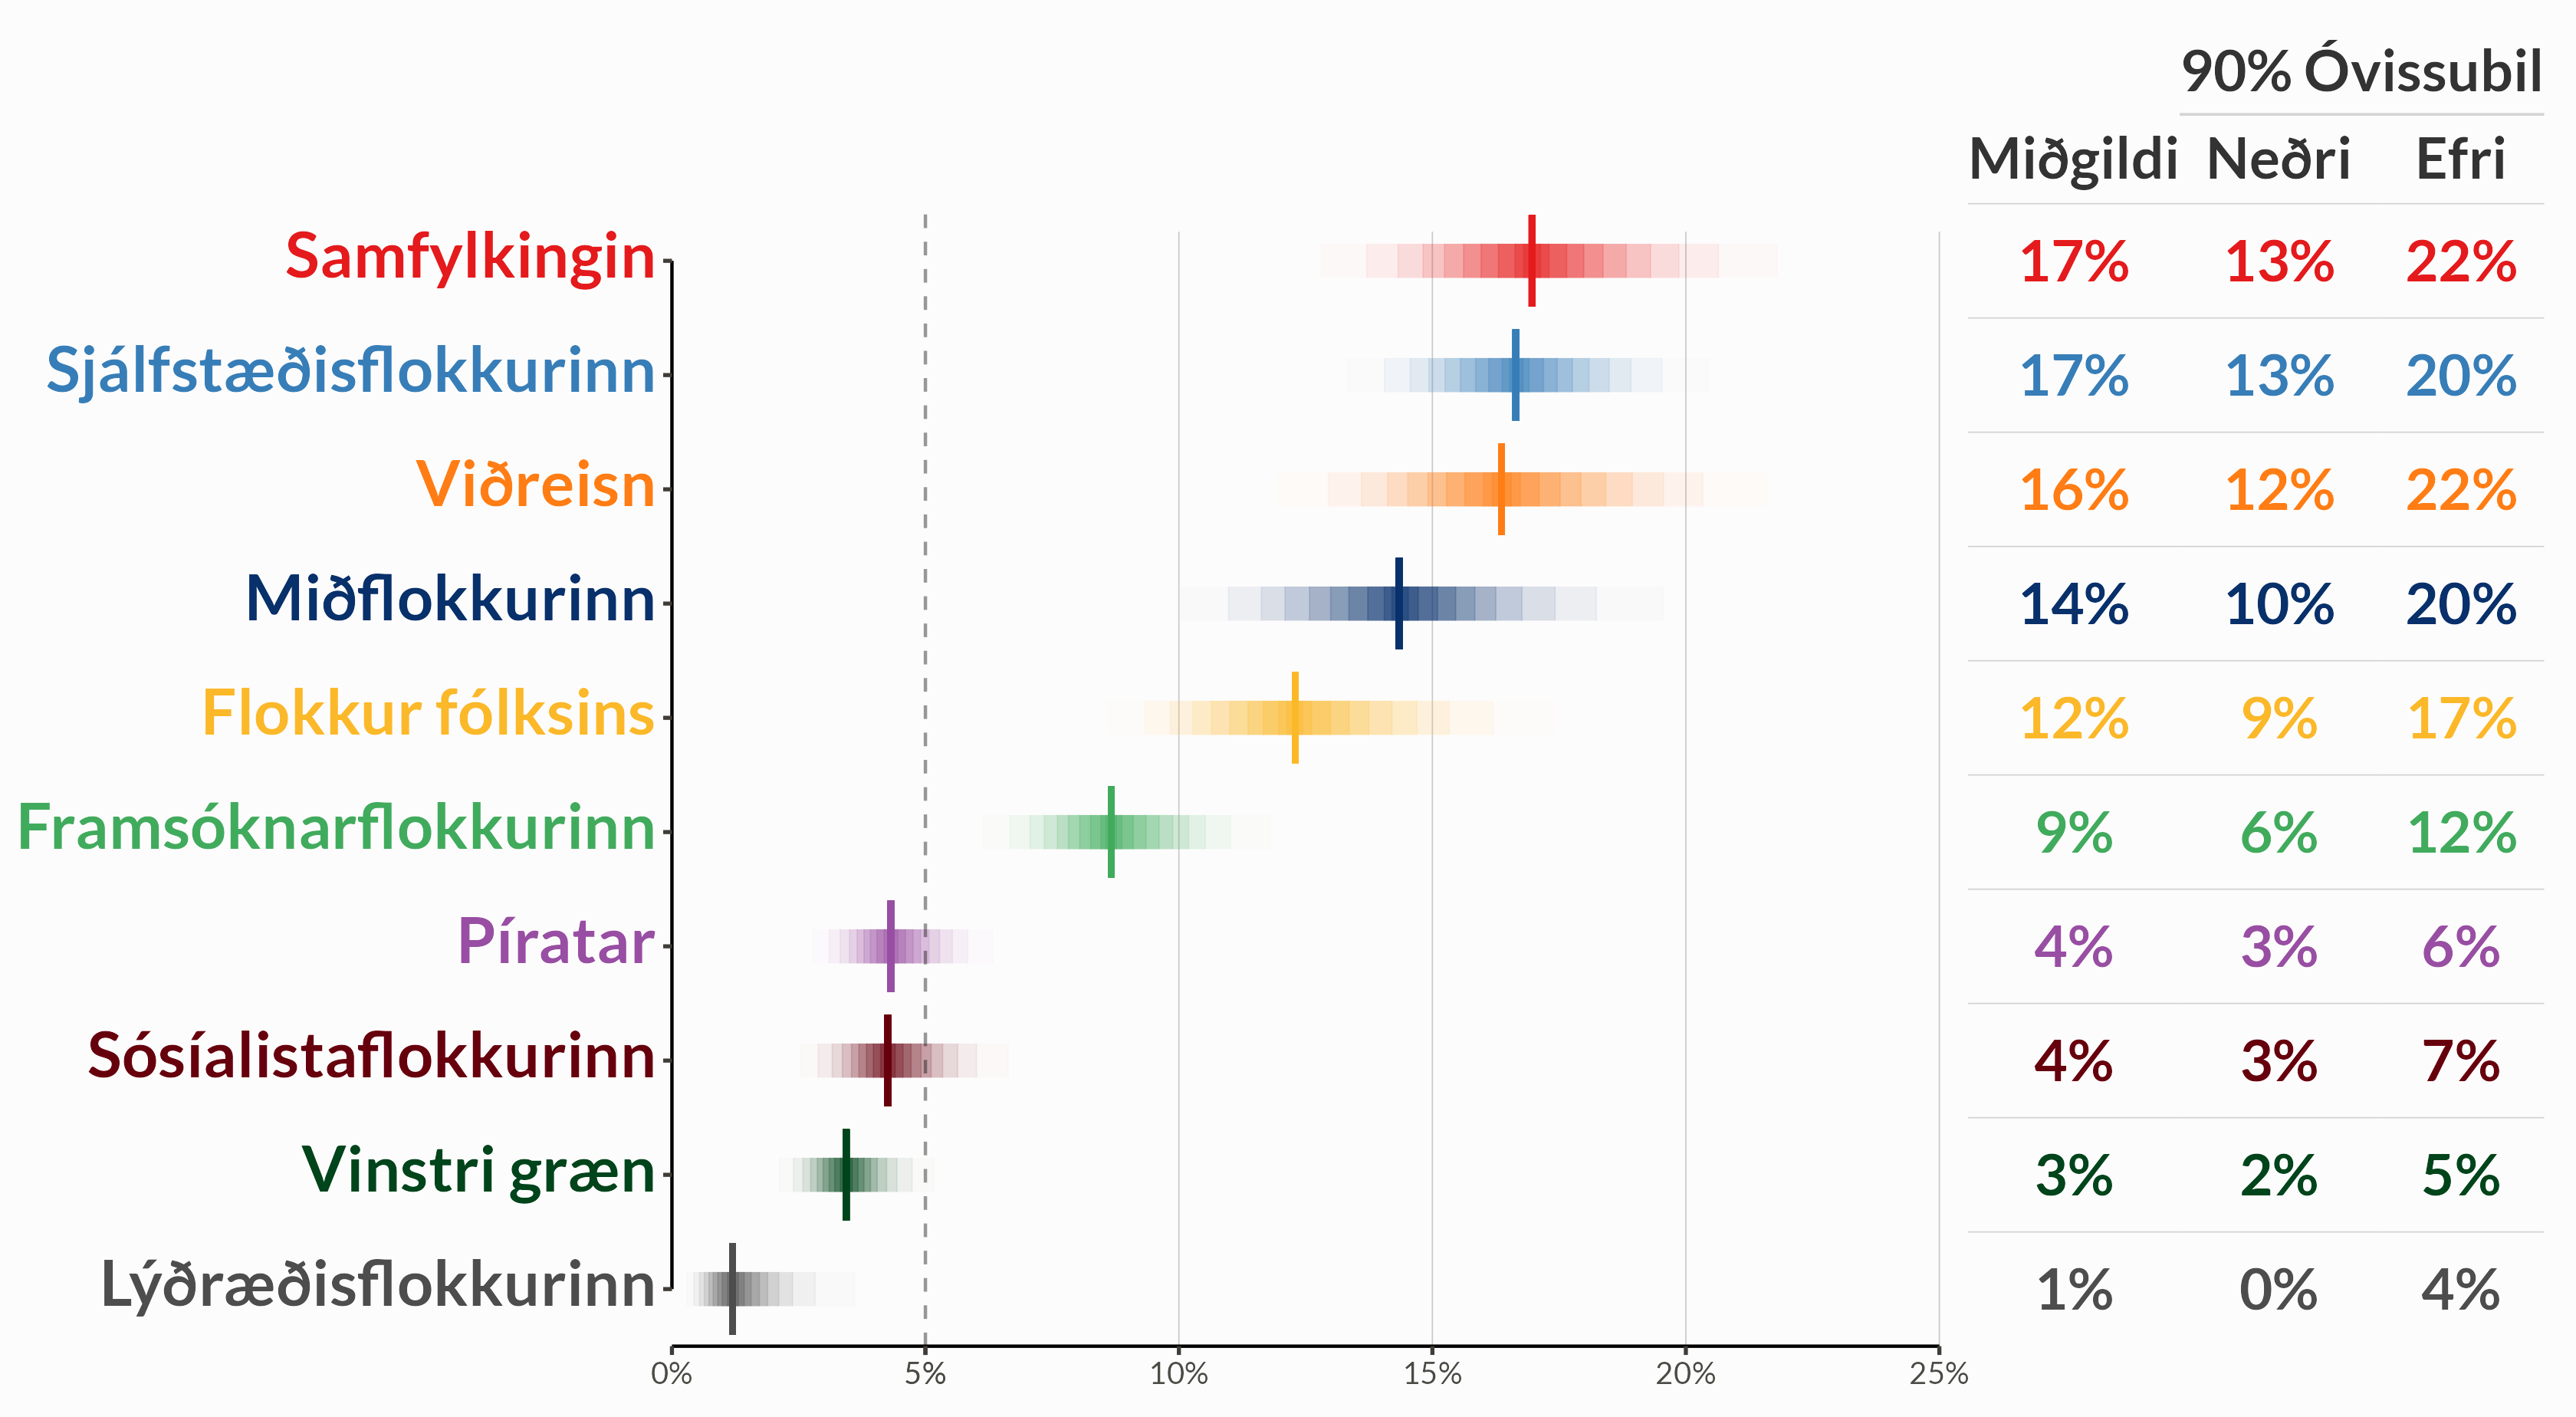 90% Óvissubil
Miðgildi Neðri Efri
Samfylkingin 17% 13% 22%
Sjálfstæðisflokkurinn 17% 13% 20%
Viðreisn 16% 12% 22%
Miðflokkurinn 14% 10% 20%
Flokkur fólksins 12% 9% 17%
Framsóknarflokkurinn 9% 6% 12%
Píratar 4% 3% 6%
Sósíalistaflokkurinn 4% 3% 7%
Vinstri græn 3% 2% 5%
Lýðræðisflokkurinn 1% 0% 4%
0% 5% 10% 15% 20% 25%